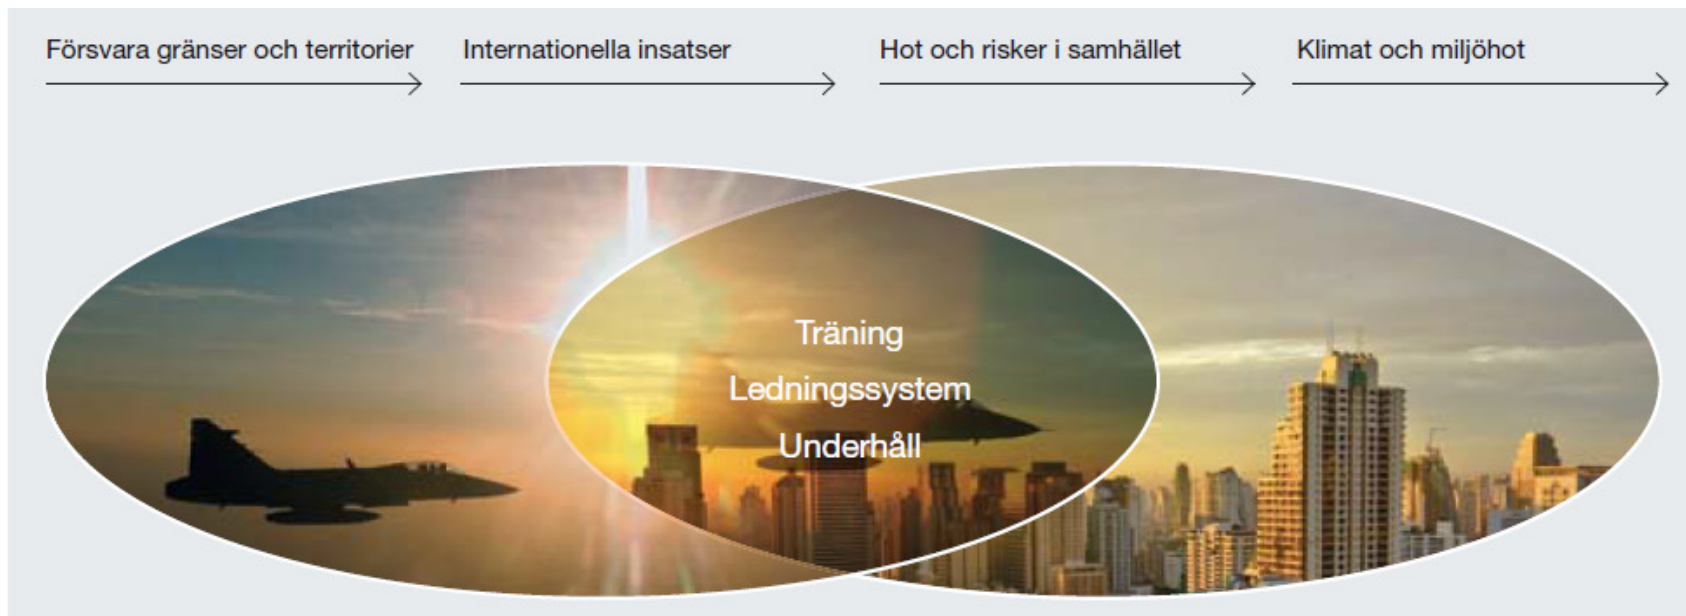 Försvara gränser och territorier
Internationella insatser
Hot och risker i samhället
Klimat och miljöhot
Träning
Ledningssystem
Underhåll